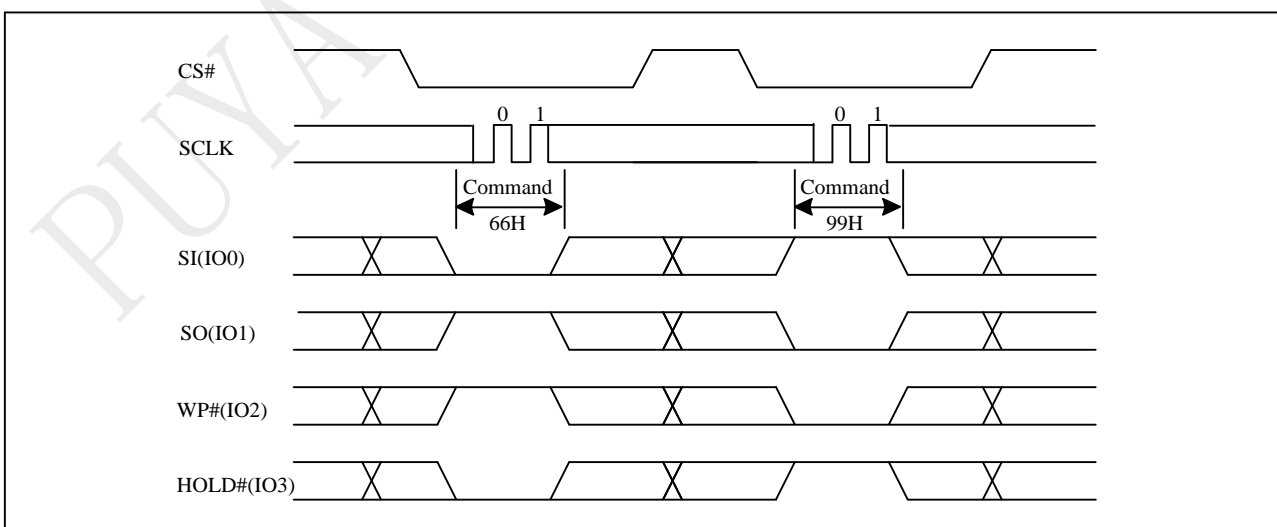 PUYA
CS#
0 1 0 1
SCLK
Command Command
66H 99H
SI(IO0)
SO(IO1)
WP#(IO2)
HOLD#(IO3)